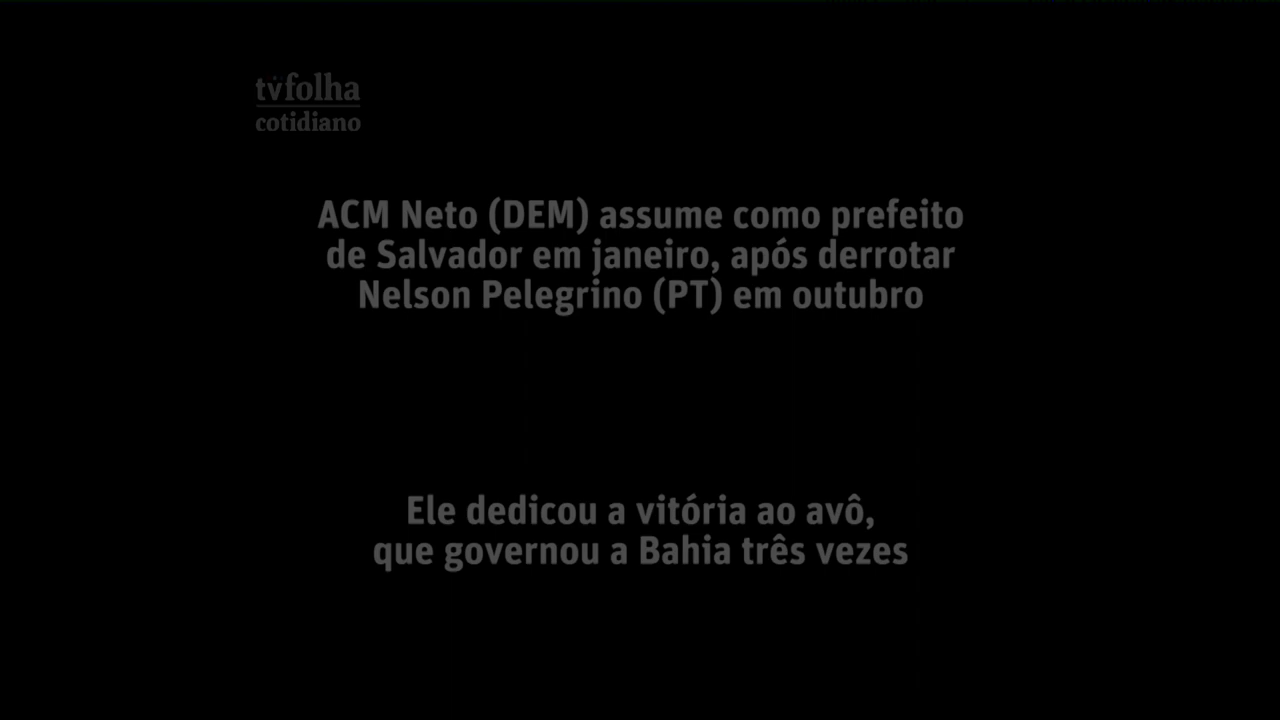 tvfolha
cotidiano
ACM Neto (DEM) assume como prefeito
de Salvador em janeiro, após derrotar
Nelson Pelegrino (PT) em outubro
Ele dedicou a vitória ao avô,
que governou a Bahia três vezes